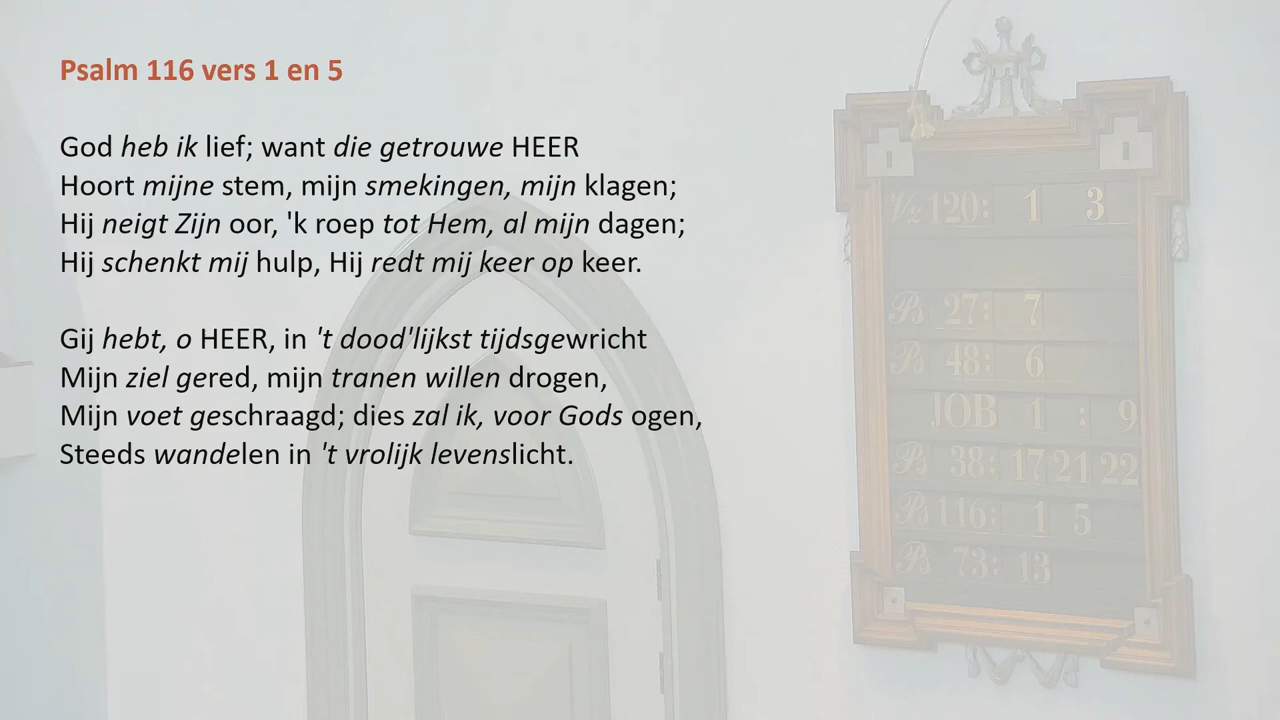 Psalm 116 vers 1 en 5
God heb ik lief; want die getrouwe HEER
Hoort mijne stem, mijn smekingen, mijn klagen;
Hij neigt Zijn oor, 'k roep tot Hem, al mijn dagen;
Hij schenkt mij hulp, Hij redt mij keer op keer.
Gij hebt, o HEER, in 't dood'lijkst tijdsgewricht
Mijn ziel gered, mijn tranen willen drogen,
Mijn voet geschraagd; dies zal ik, voor Gods ogen,
Steeds wandelen in 't vrolijk levenslicht.
Vz 120: 1 3
Ps 27: 7
Ps 48: 6
JOB 1 : 9
Ps 38: 17 21 22
Ps 116: 1 5
Ps 73: 13